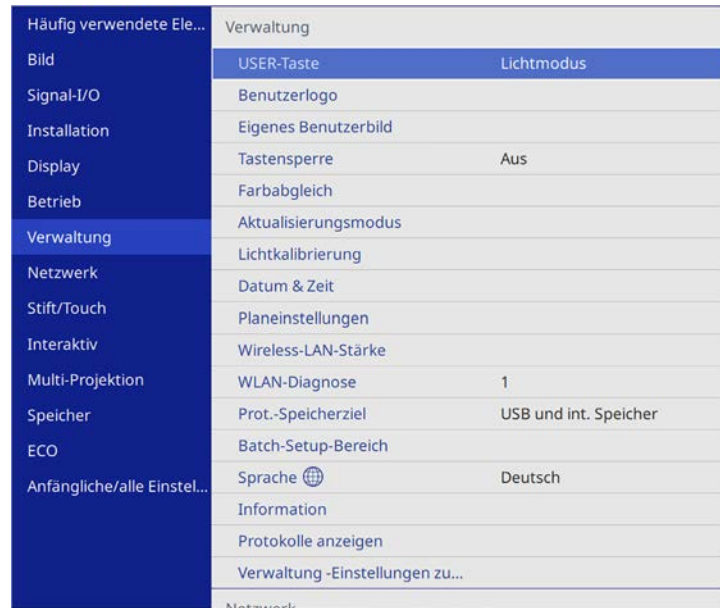 Häufig verwendete Ele...
Bild
Signal-I/O
Installation
Display
Betrieb
Verwaltung
Netzwerk
Stift/Touch
Interaktiv
Multi-Projektion
Speicher
ECO
Anfängliche/alle Einstel...
Verwaltung
USER-Taste Lichtmodus
Benutzerlogo
Eigenes Benutzerbild
Tastensperre Aus
Farbabgleich
Aktualisierungsmodus
Lichtkalibrierung
Datum & Zeit
Planeinstellungen
Wireless-LAN-Stärke
WLAN-Diagnose 1
Prot.-Speicherziel USB und int. Speicher
Batch-Setup-Bereich
Sprache Deutsch
Information
Protokolle anzeigen
Verwaltung -Einstellungen zu...
Netzwerk